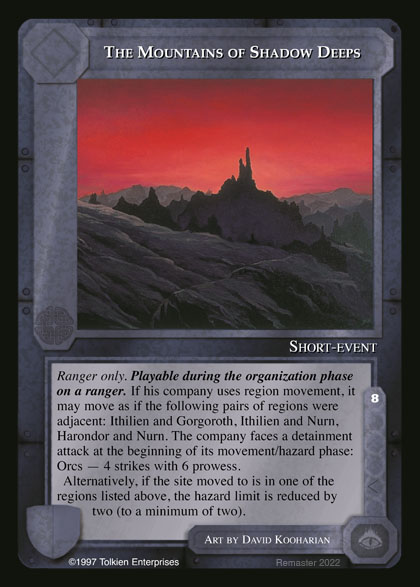 The Mountains of Shadow Deeps
Short-event
Ranger only. Playable during the organization phase
on a ranger. If his company uses region movement, it
may move as if the following pairs of regions were
adjacent: Ithilien and Gorgoroth, Ithilien and Nurn,
Harondor and Nurn. The company faces a detainment
attack at the beginning of its movement/hazard phase:
Orcs — 4 strikes with 6 prowess.
Alternatively, if the site moved to is in one of the
regions listed above, the hazard limit is reduced by
two (to a minimum of two).
8
Art by David Kooharian
©1997 Tolkien Enterprises
Remaster 2022